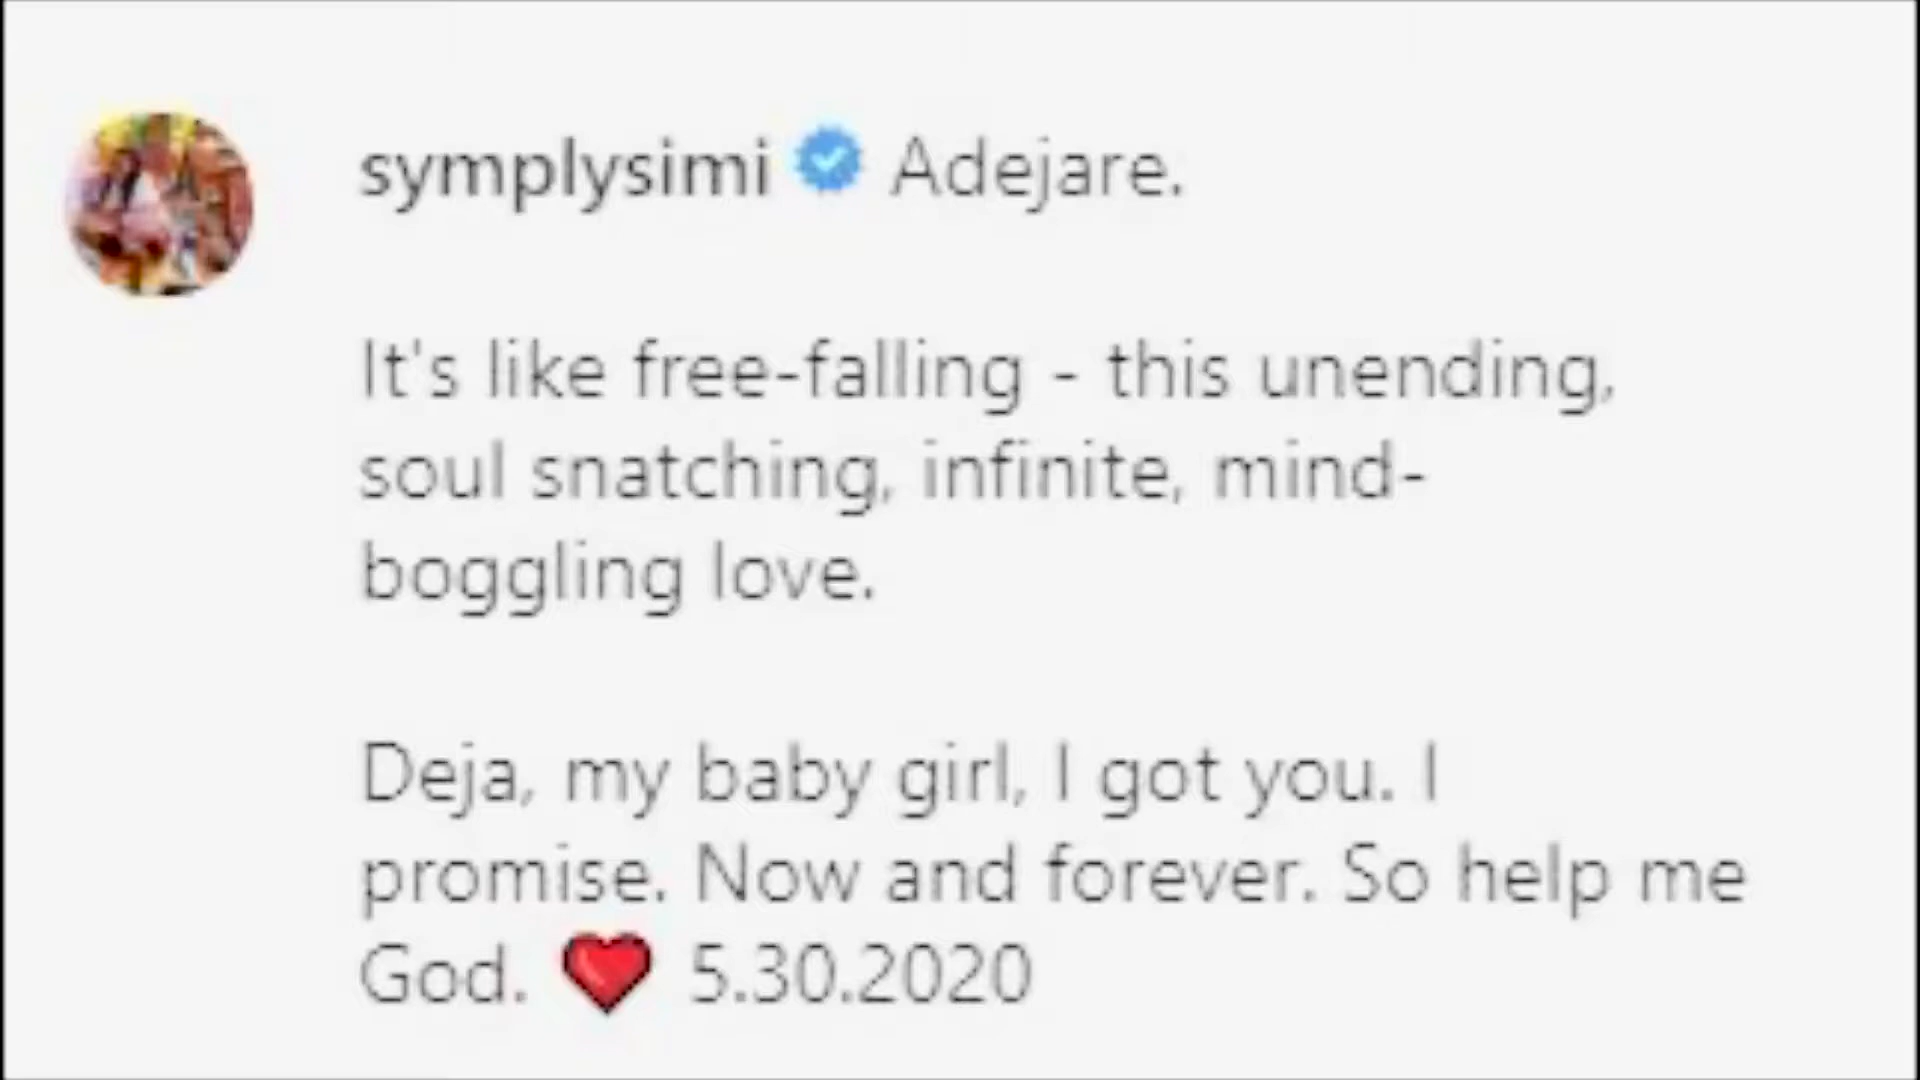 symplysimi Adejare.
It's like free-falling - this unending,
soul snatching, infinite, mind-
boggling love.
Deja, my baby girl, I got you. I
promise. Now and forever. So help me
God. ❤️ 5.30.2020